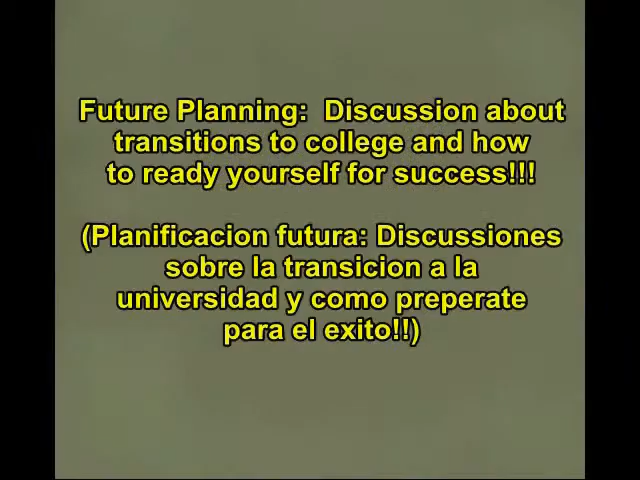 Future Planning:  Discussion about
transitions to college and how
to ready yourself for success!!!
(Planificacion futura: Discussiones
sobre la transicion a la
universidad y como preperate
para el exito!!)